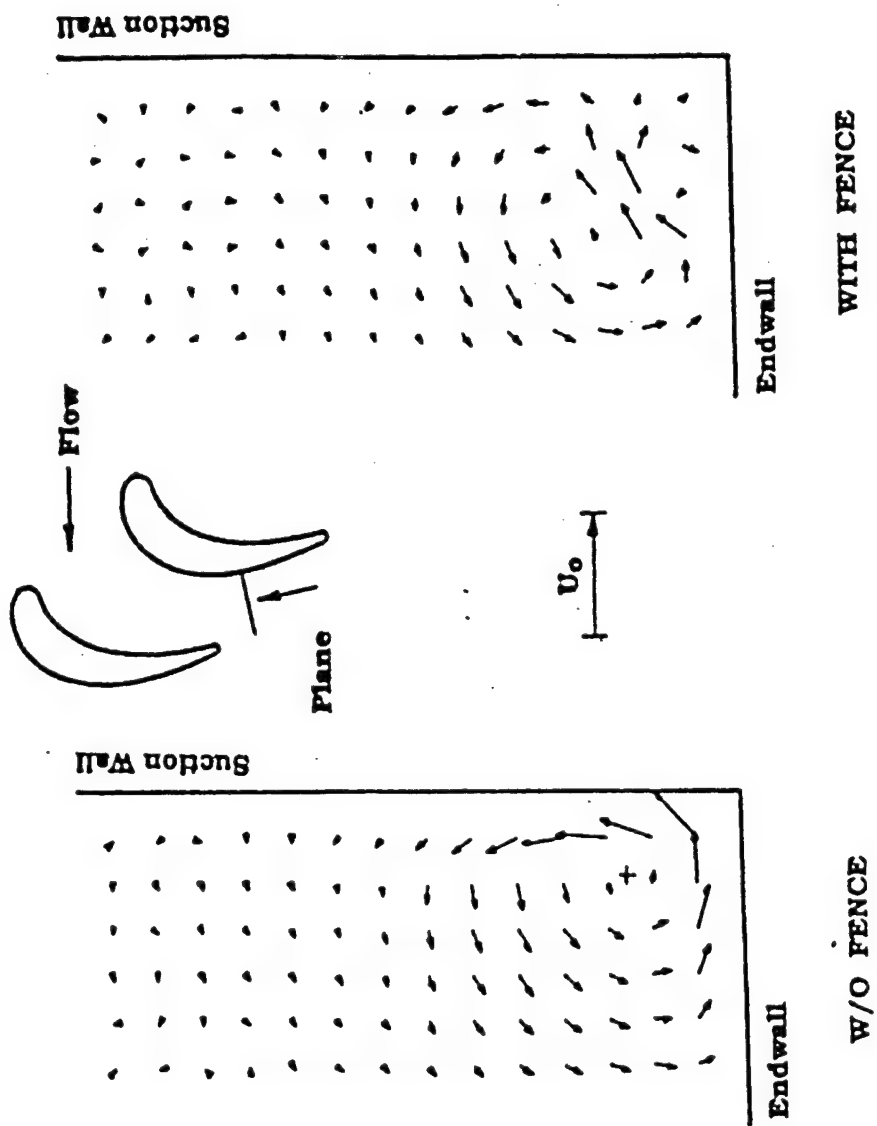 Suction Wall
Endwall
WITH FENCE
Flow
Plane
U₀
Suction Wall
Endwall
W/O FENCE